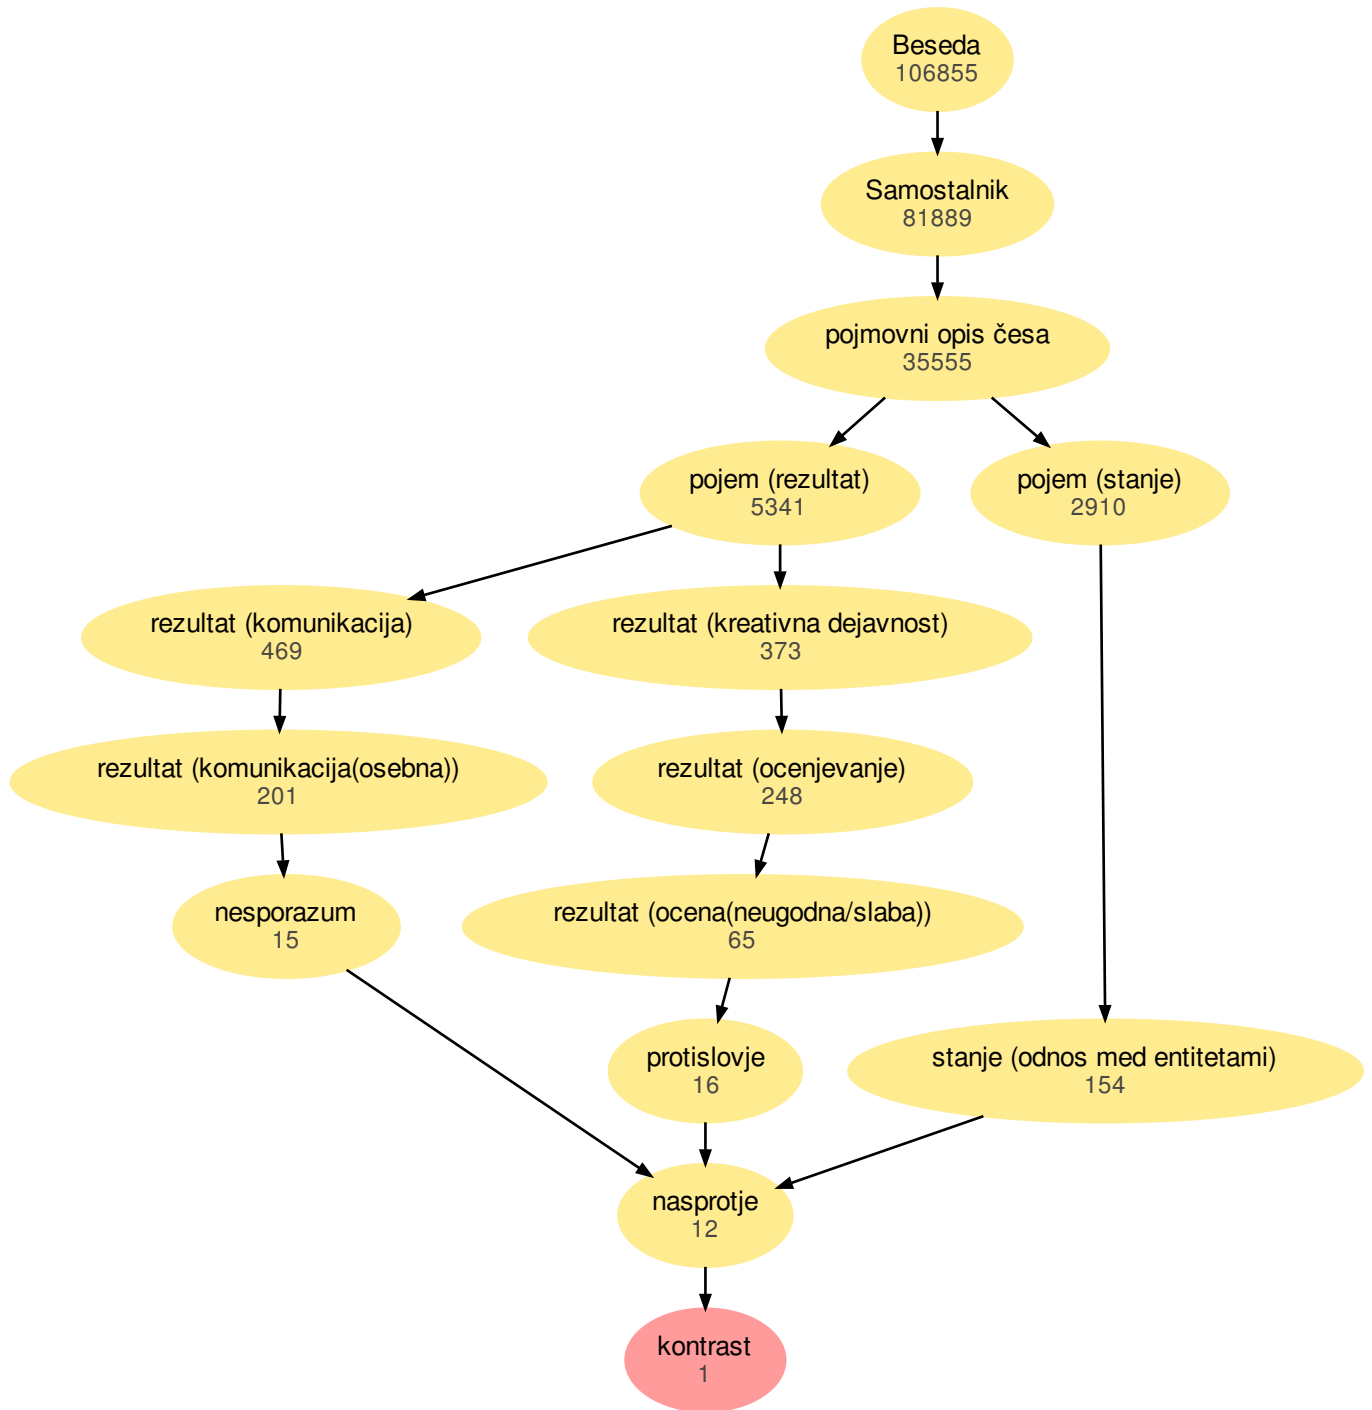 Beseda
106855
Samostalnik
81889
pojmovni opis česa
35555
pojem (rezultat)
5341
pojem (stanje)
2910
rezultat (komunikacija)
469
rezultat (kreativna dejavnost)
373
rezultat (komunikacija(osebna))
201
rezultat (ocenjevanje)
248
nesporazum
15
rezultat (ocena(neugodna/slaba))
65
protislovje
16
stanje (odnos med entitetami)
154
nasprotje
12
kontrast
1